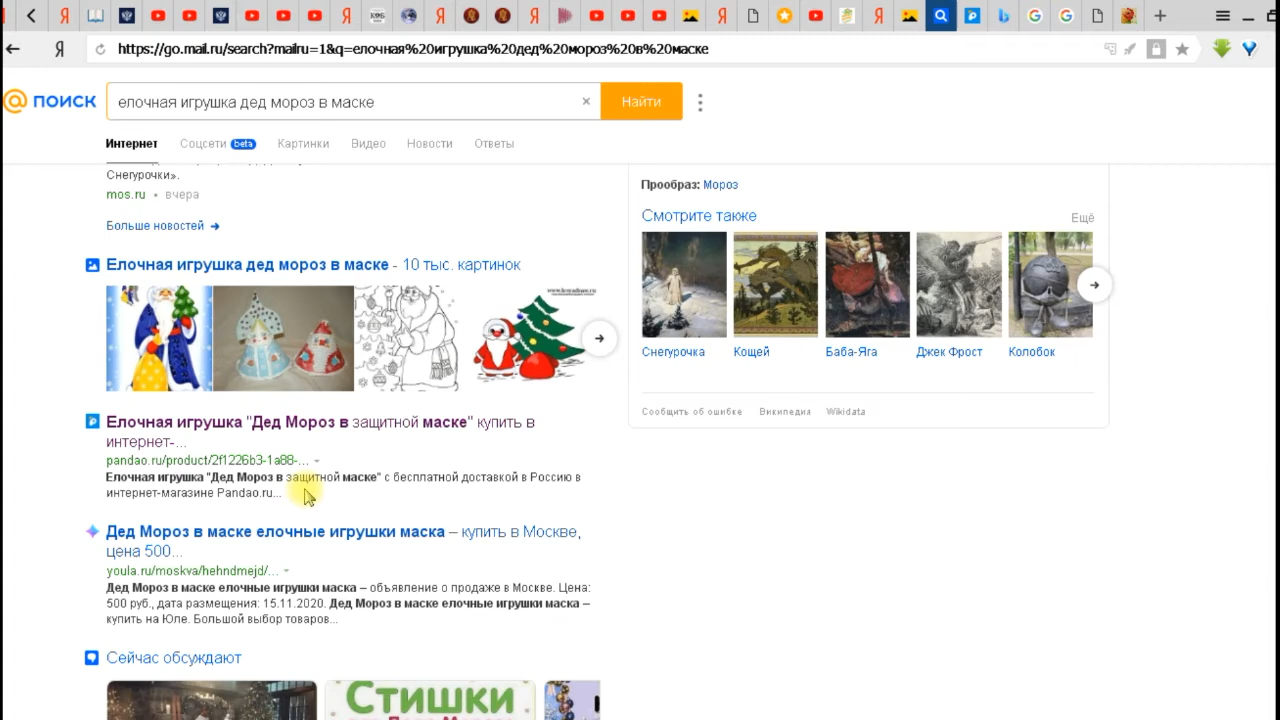 https://go.mail.ru/search?mailru=1&q=елочная%20игрушка%20дед%20мороз%20в%20маске
ПОИСК
елочная игрушка дед мороз в маске
Найти
Интернет
Соцсети beta
Картинки
Видео
Новости
Ответы
Снегурочки».
mos.ru • вчера
Больше новостей
Елочная игрушка дед мороз в маске - 10 тыс. картинок
Елочная игрушка "Дед Мороз в защитной маске" купить в
интернет-...
pandao.ru/product/2f1226b3-1a88-...
Елочная игрушка "Дед Мороз в защитной маске" с бесплатной доставкой в Россию в
интернет-магазине Pandao.ru...
Дед Мороз в маске елочные игрушки маска – купить в Москве,
цена 500...
youla.ru/moskva/hehndmejd/...
Дед Мороз в маске елочные игрушки маска – объявление о продаже в Москве. Цена:
500 руб., дата размещения: 15.11.2020. Дед Мороз в маске елочные игрушки маска –
купить на Юле. Большой выбор товаров...
Сейчас обсуждают
СТИШКИ
Прообраз: Мороз
Смотрите также
Ещё
Снегурочка
Кощей
Баба-Яга
Джек Фрост
Колобок
Сообщить об ошибке
Википедия
Wikidata